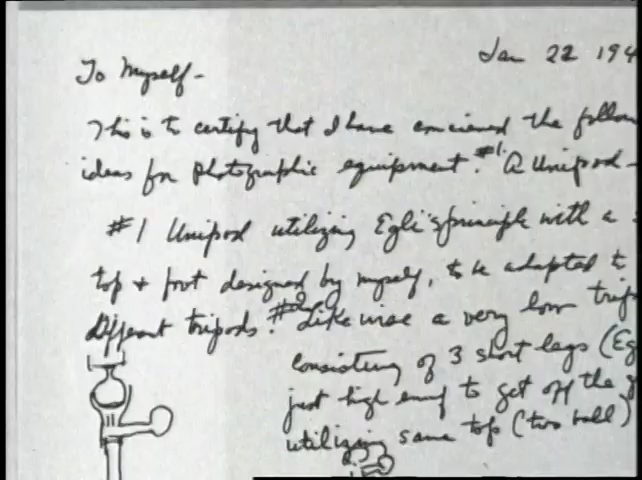 Jan 22 194
To Myself-
This is to certify that I have conceived the follow
ideas for photographic equipment. #1. A Unipod-
#1 Unipod utilizing Egli's principle with a
top + foot designed by myself, to be adapted to
different tripods. #2. Likewise a very low trip
consisting of 3 short legs (Eg
just high enuf to get off the g
utilizing same top (two ball)